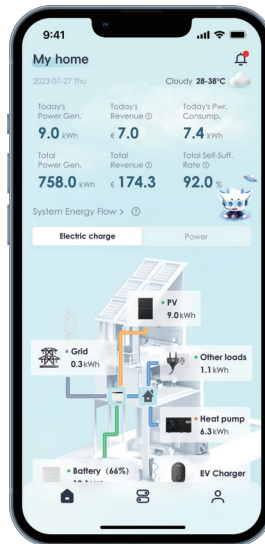 9:41
My home
2023-07-27 Thu
Cloudy 28-38°C
Today's Power Gen.
Today's Revenue
Today's Pwr. Consump.
9.0 kWh
€ 7.0
7.4 kWh
Total Power Gen.
Total Revenue
Total Self-Suff. Rate
758.0 kWh
€ 174.3
92.0 %
System Energy Flow >
Electric charge
Power
PV
9.0kWh
Grid
0.3kWh
Other loads
1.1 kWh
Heat pump
6.3kWh
Battery (66%)
EV Charger